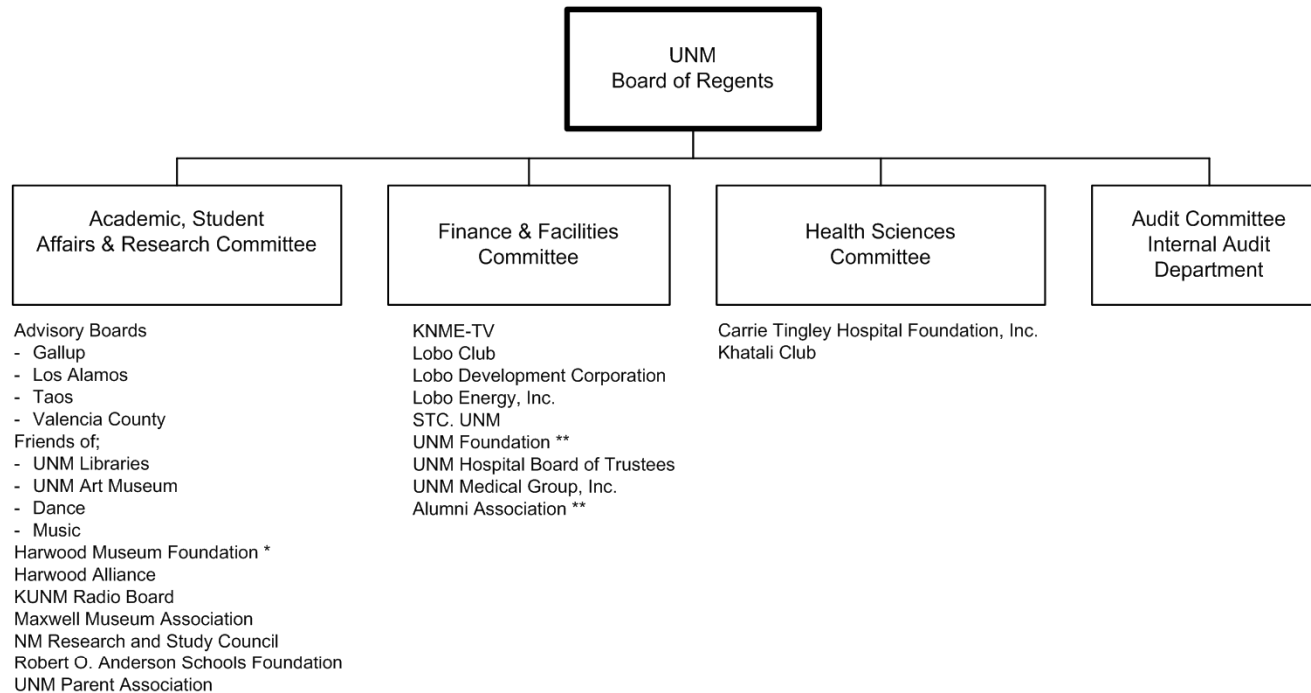 UNM
Board of Regents
Academic, Student
Affairs & Research Committee
Finance & Facilities
Committee
Health Sciences
Committee
Audit Committee
Internal Audit
Department
Advisory Boards
- Gallup
- Los Alamos
- Taos
- Valencia County
Friends of;
- UNM Libraries
- UNM Art Museum
- Dance
- Music
Harwood Museum Foundation *
Harwood Alliance
KUNM Radio Board
Maxwell Museum Association
NM Research and Study Council
Robert O. Anderson Schools Foundation
UNM Parent Association
KNME-TV
Lobo Club
Lobo Development Corporation
Lobo Energy, Inc.
STC. UNM
UNM Foundation **
UNM Hospital Board of Trustees
UNM Medical Group, Inc.
Alumni Association **
Carrie Tingley Hospital Foundation, Inc.
Khatali Club